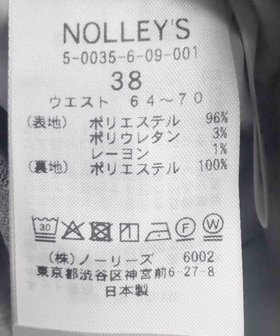 NOLLEY'S
5-0035-6-09-001
38
ウエスト 64～70
(表地) ポリエステル 96%
ポリウレタン 3%
レーヨン 1%
(裏地) ポリエステル 100%
30 F W
(株)ノーリーズ 6002
東京都渋谷区神宮前6-27-8
日本製